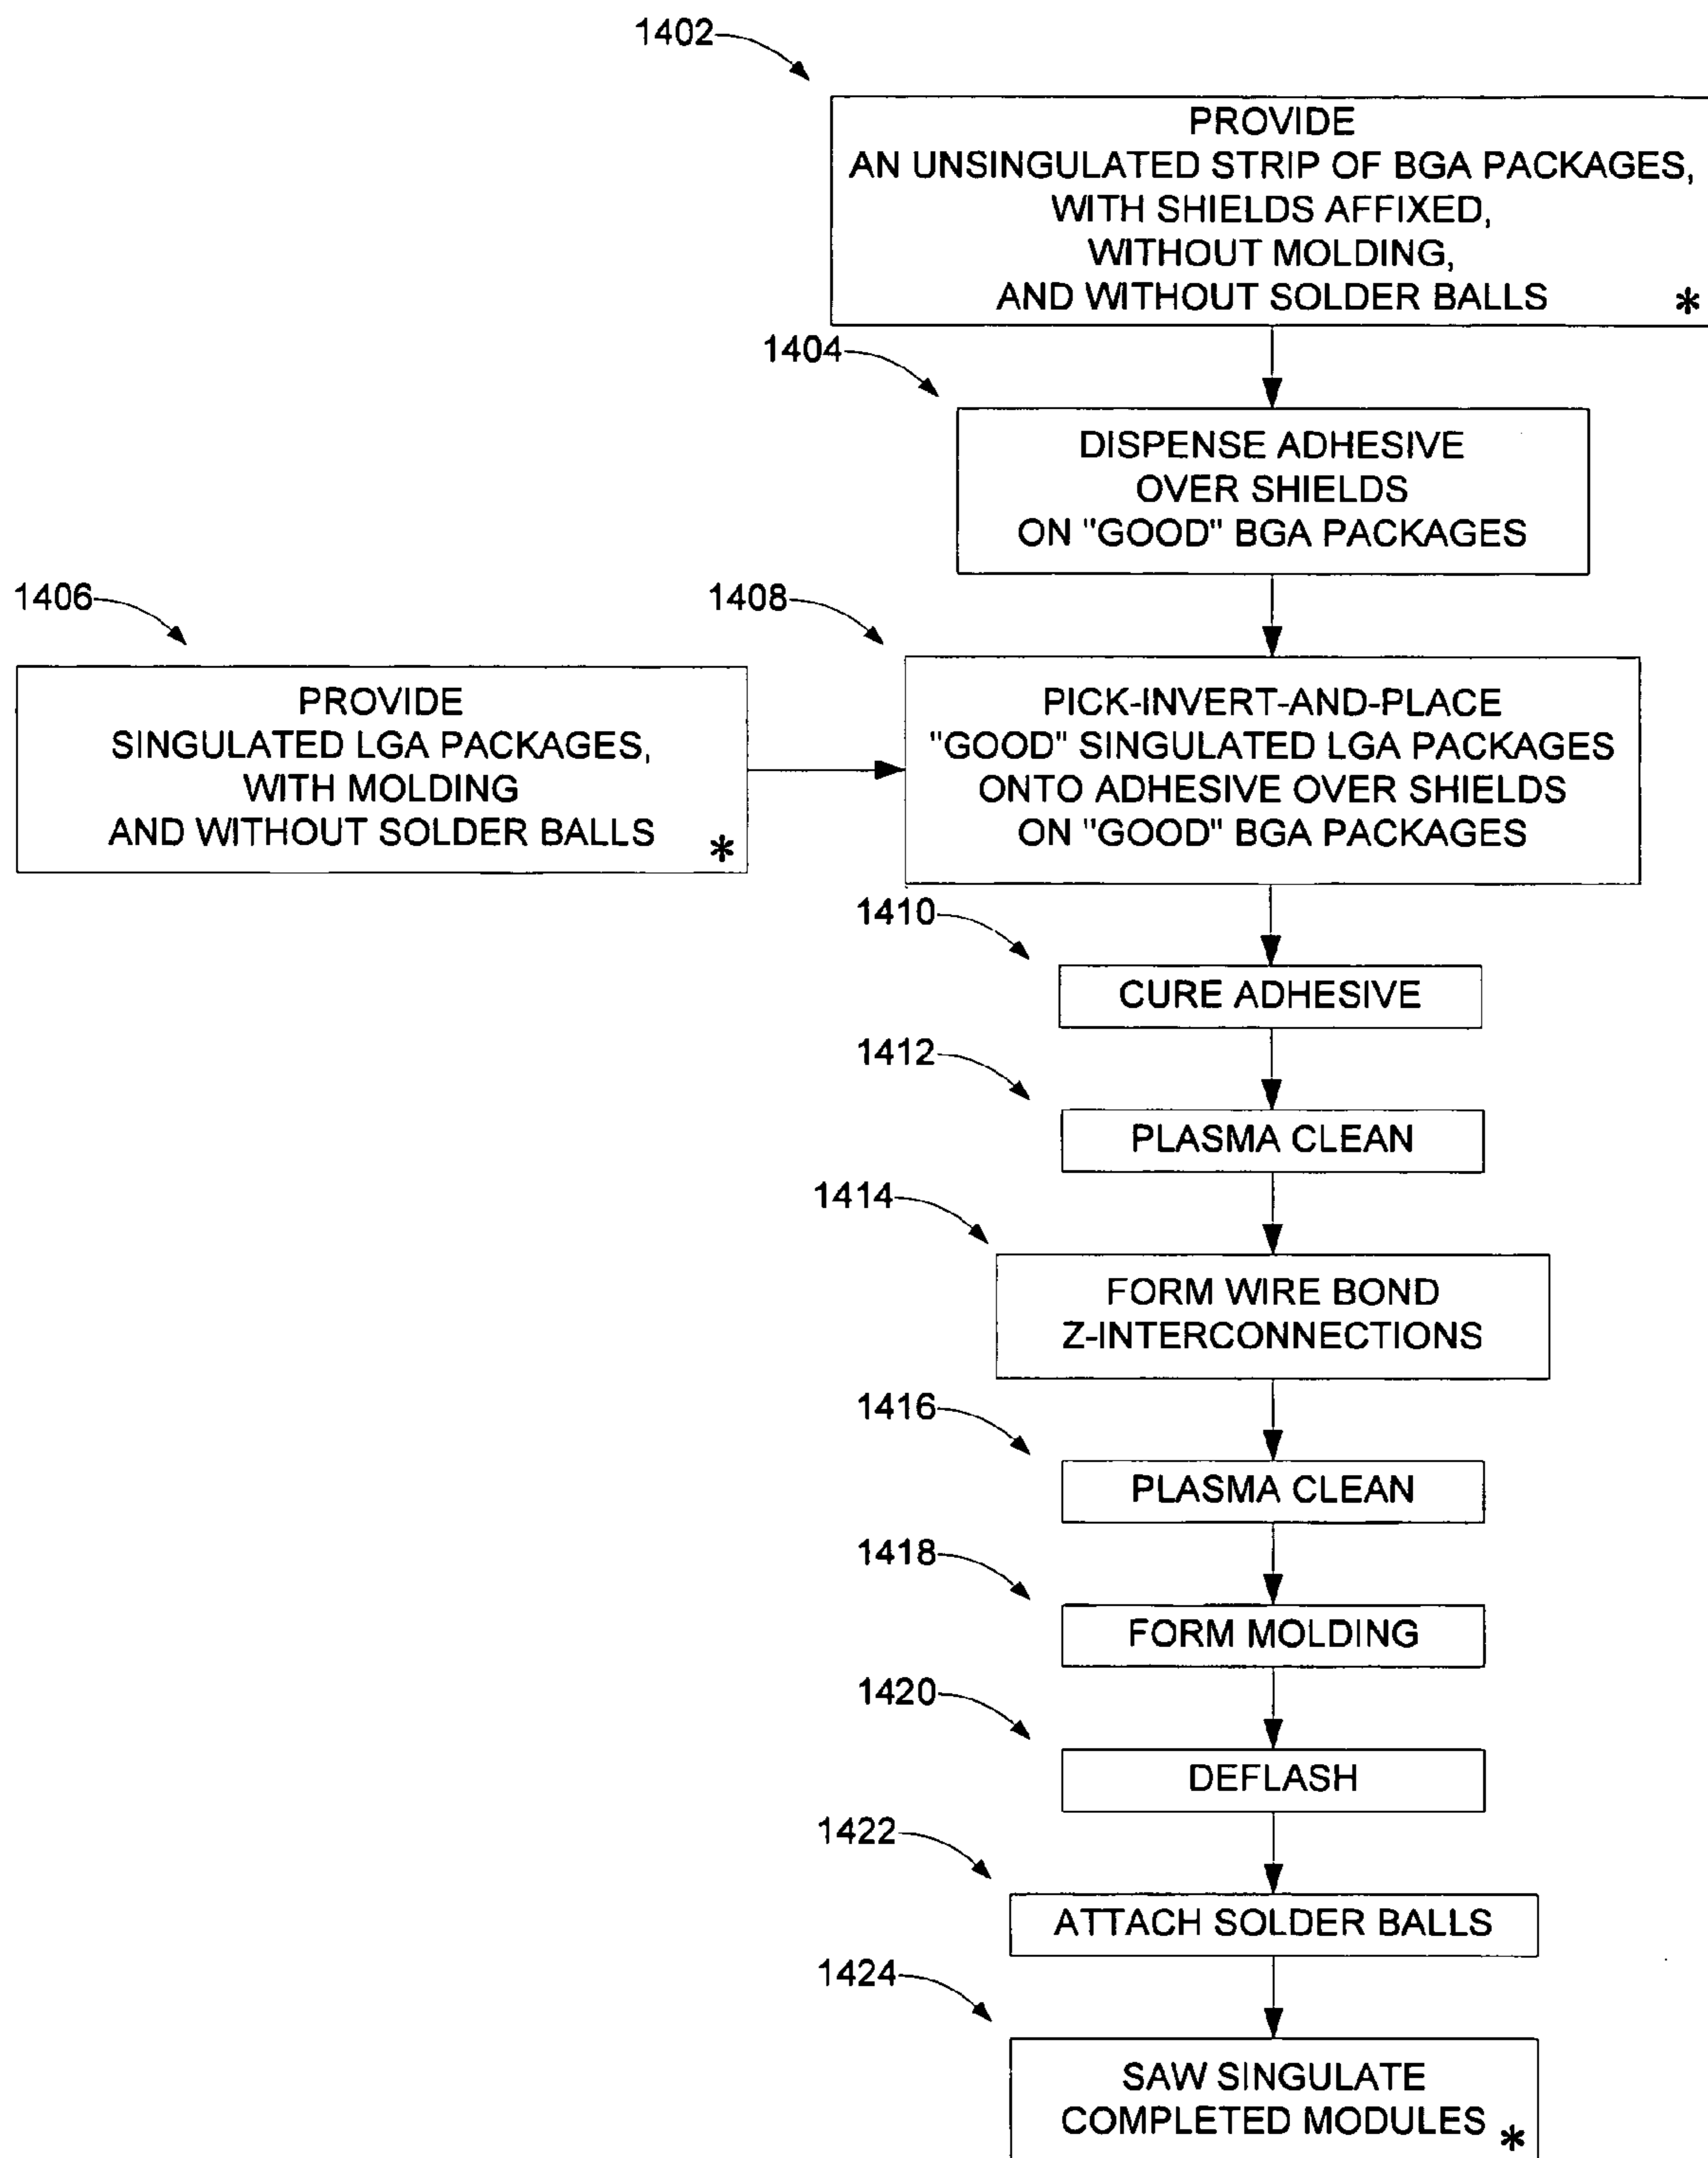 1402
PROVIDE
AN UNSINGULATED STRIP OF BGA PACKAGES,
WITH SHIELDS AFFIXED,
WITHOUT MOLDING,
AND WITHOUT SOLDER BALLS *
1404
DISPENSE ADHESIVE
OVER SHIELDS
ON "GOOD" BGA PACKAGES
1406
PROVIDE
SINGULATED LGA PACKAGES,
WITH MOLDING
AND WITHOUT SOLDER BALLS *
1408
PICK-INVERT-AND-PLACE
"GOOD" SINGULATED LGA PACKAGES
ONTO ADHESIVE OVER SHIELDS
ON "GOOD" BGA PACKAGES
1410
CURE ADHESIVE
1412
PLASMA CLEAN
1414
FORM WIRE BOND
Z-INTERCONNECTIONS
1416
PLASMA CLEAN
1418
FORM MOLDING
1420
DEFLASH
1422
ATTACH SOLDER BALLS
1424
SAW SINGULATE
COMPLETED MODULES *